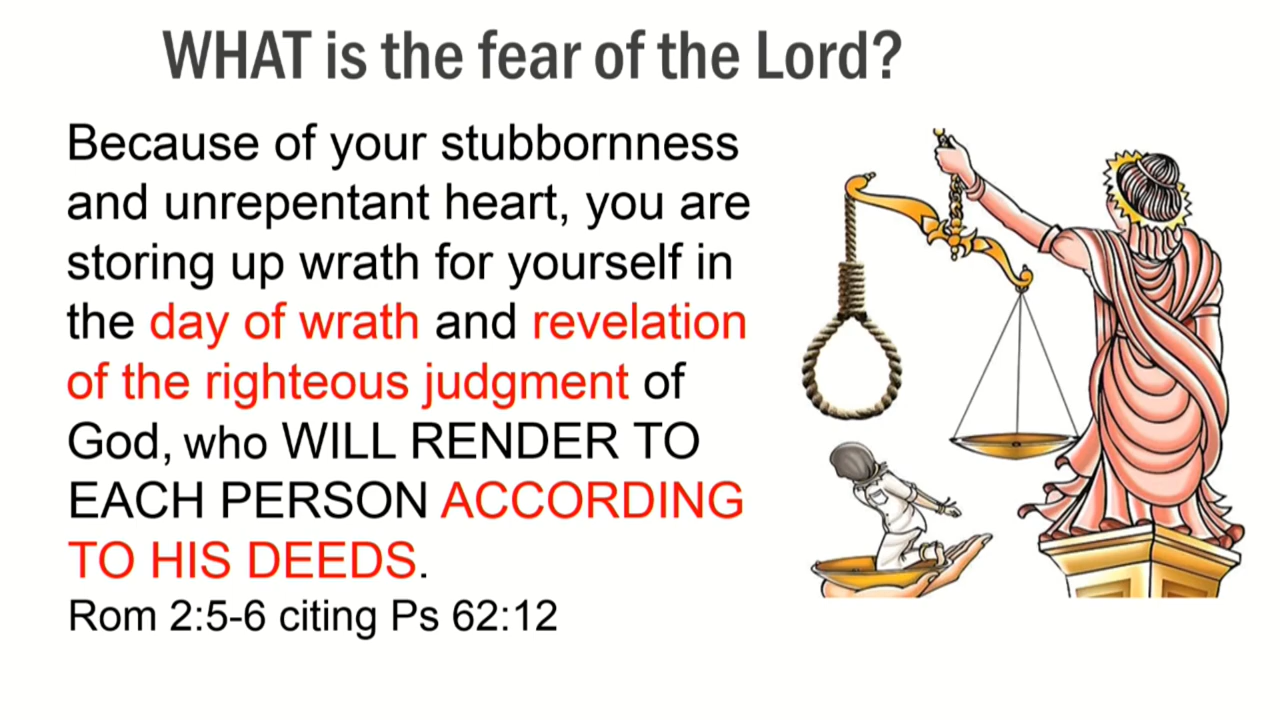 WHAT is the fear of the Lord?
Because of your stubbornness
and unrepentant heart, you are
storing up wrath for yourself in
the day of wrath and revelation
of the righteous judgment of
God, who WILL RENDER TO
EACH PERSON ACCORDING
TO HIS DEEDS.
Rom 2:5-6 citing Ps 62:12